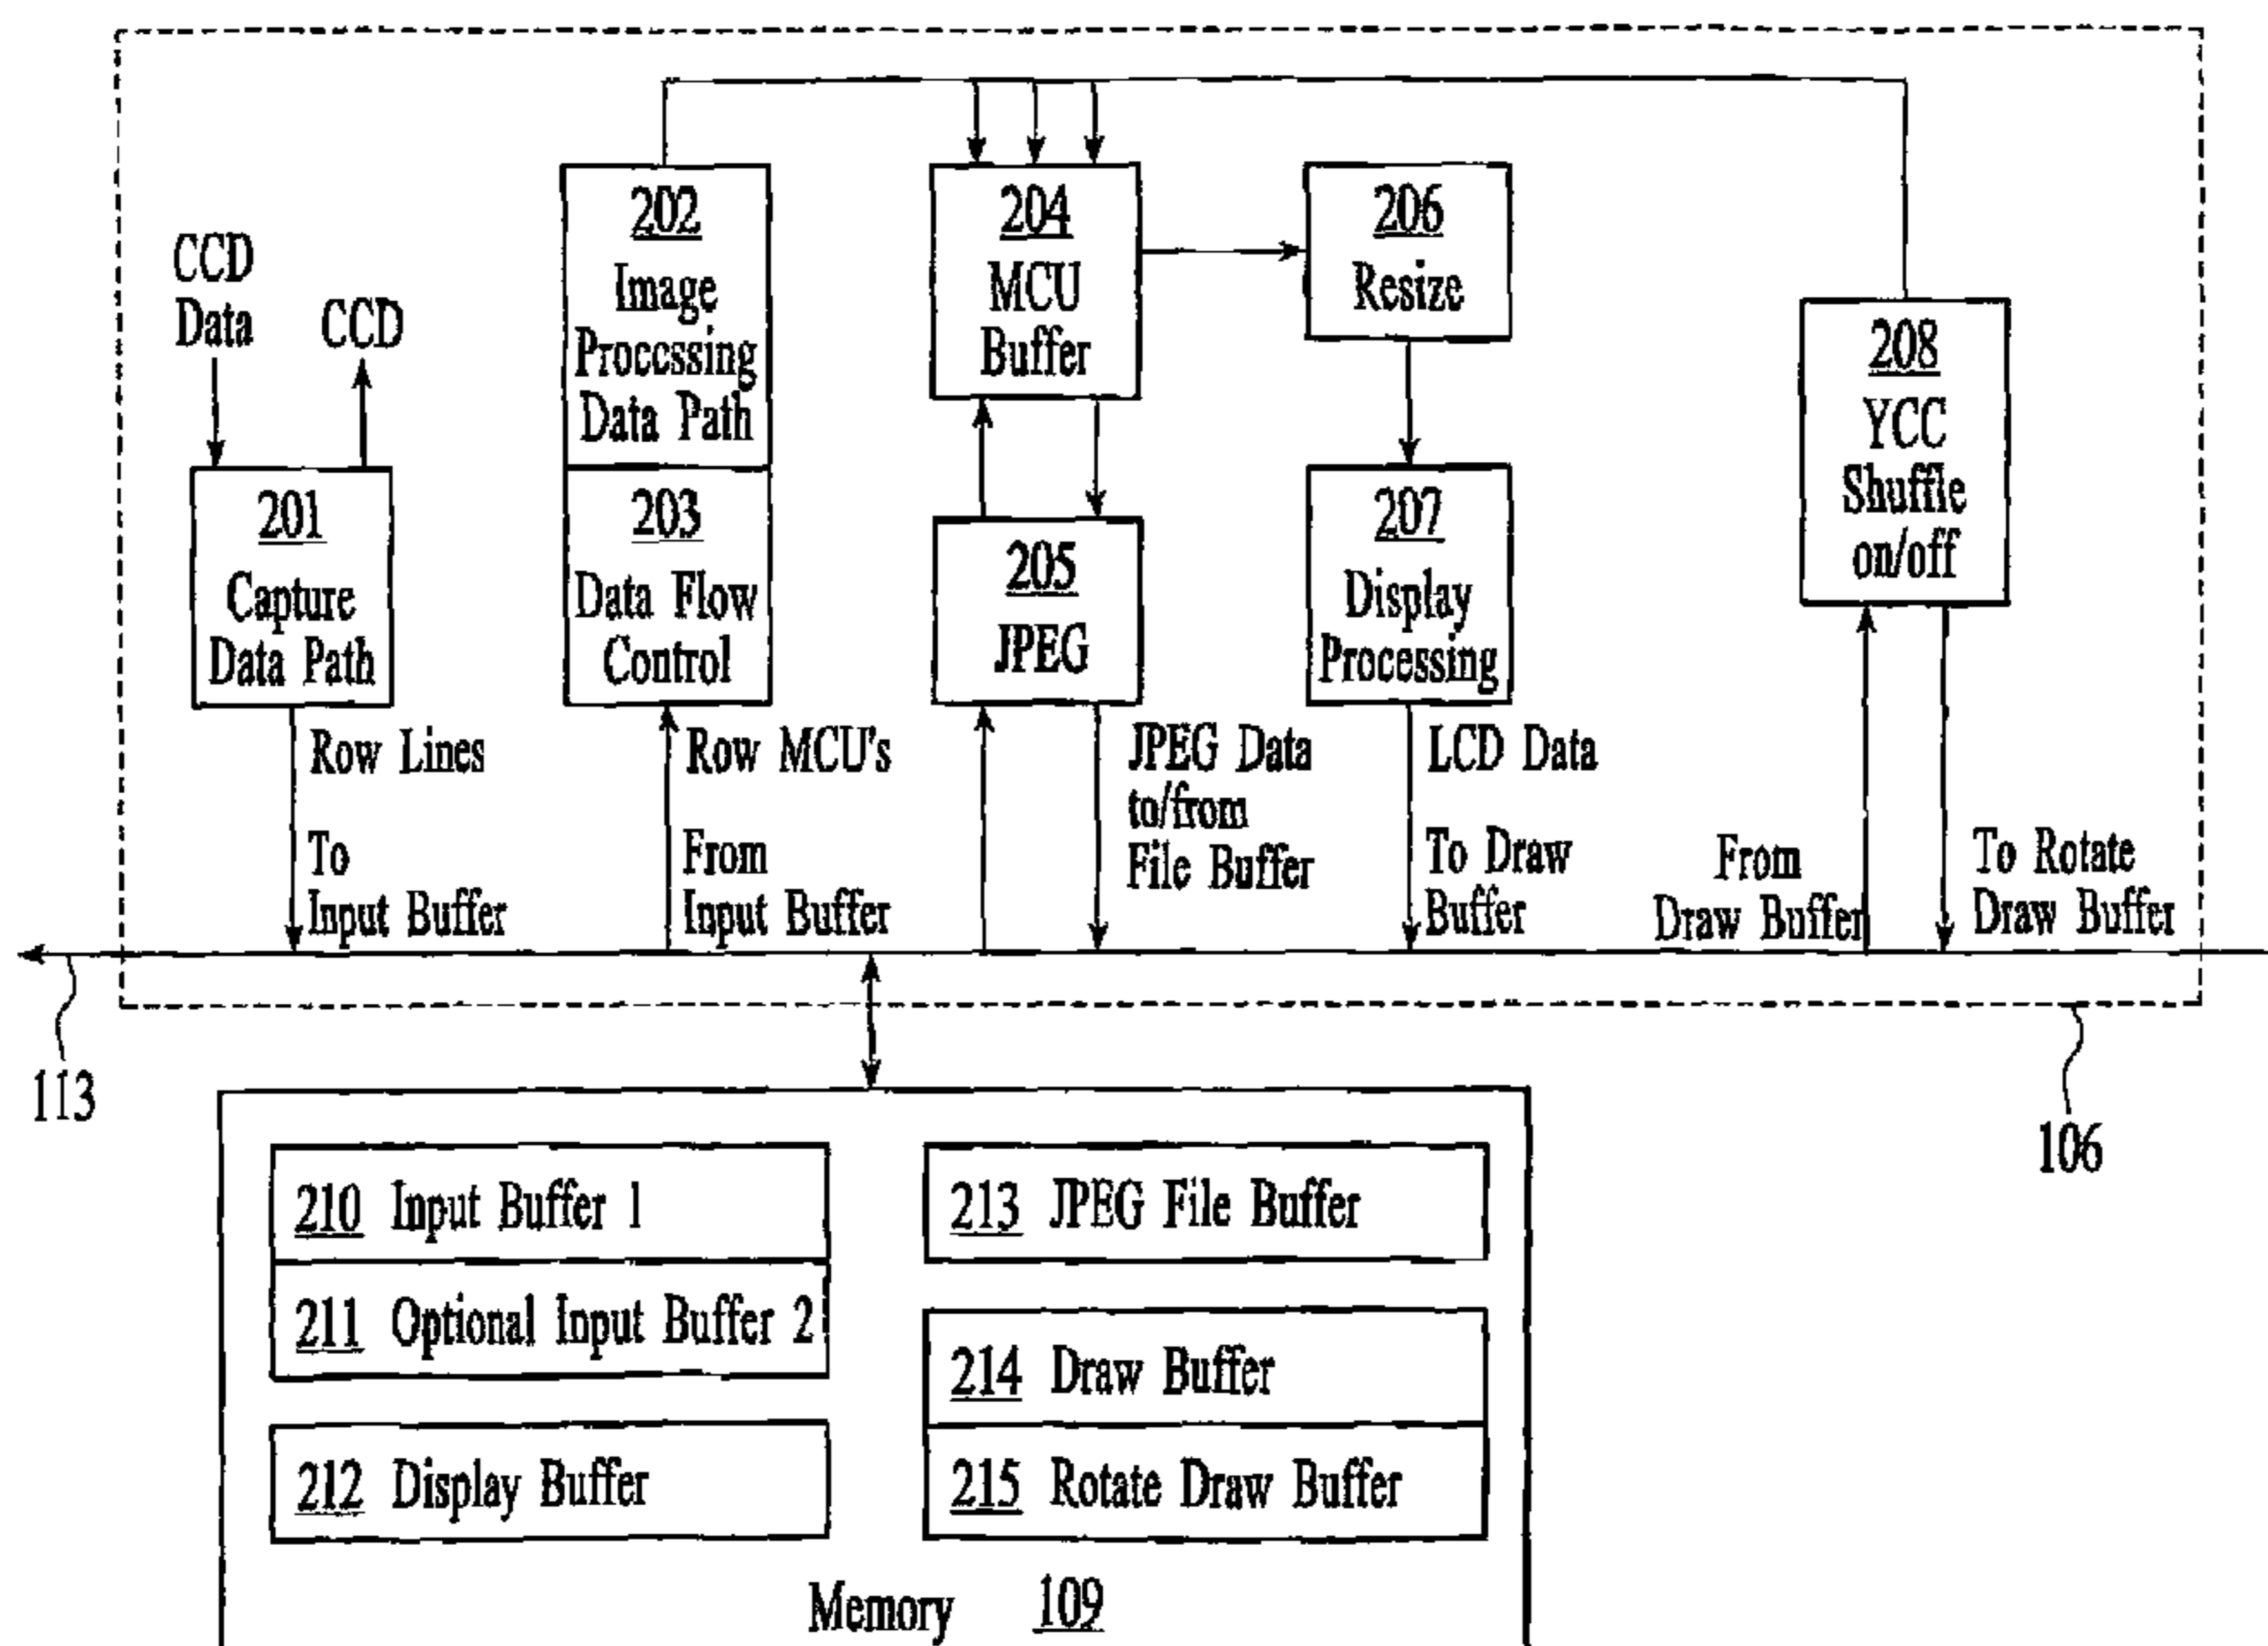 CCD
Data
CCD
201
Capture
Data Path
202
Image
Processing
Data Path
203
Data Flow
Control
204
MCU
Buffer
205
JPEG
206
Resize
207
Display
Processing
208
YCC
Shuffle
on/off
Row Lines
To
Input Buffer
Row MCU's
From
Input Buffer
JPEG Data
to/from
File Buffer
LCD Data
To Draw
Buffer
From
Draw Buffer
To Rotate
Draw Buffer
113
106
210 Input Buffer 1
211 Optional Input Buffer 2
212 Display Buffer
213 JPEG File Buffer
214 Draw Buffer
215 Rotate Draw Buffer
Memory 109